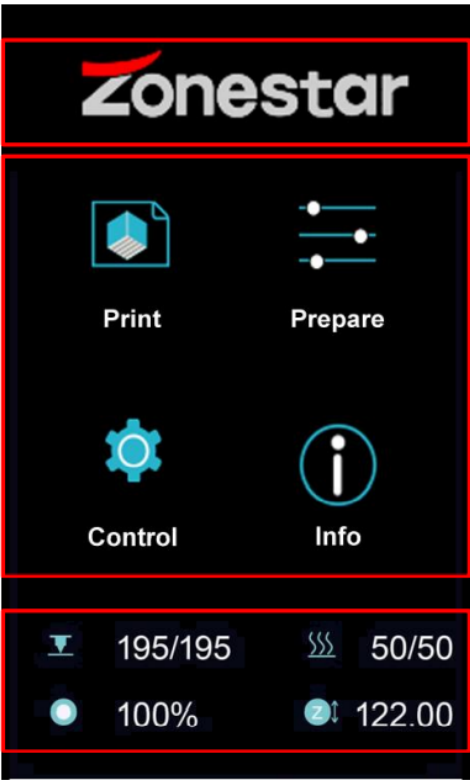 Zonestar
Print Prepare
Control Info
195/195 50/50
100% Z 122.00